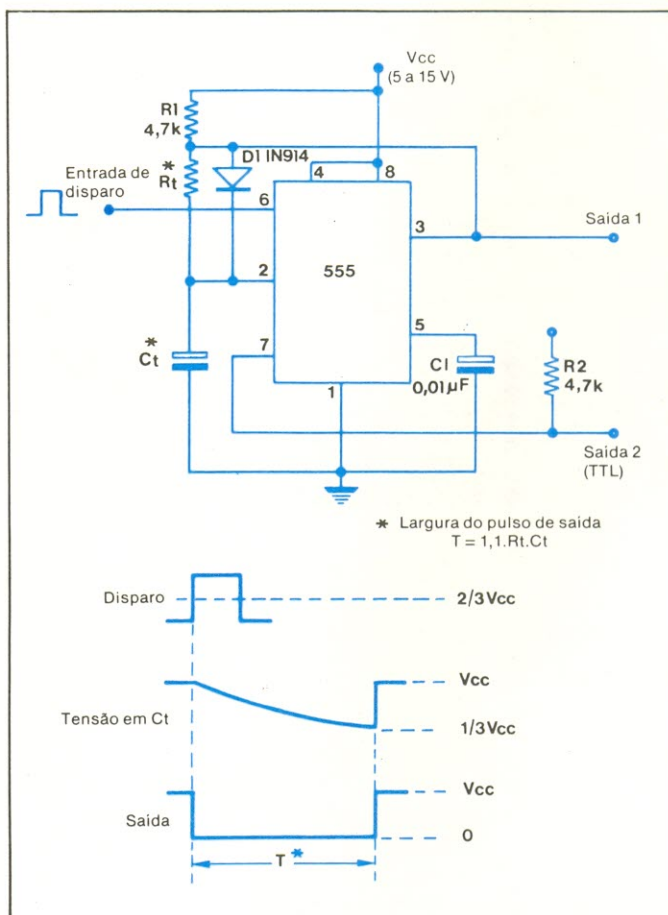 Vcc
(5 a 15 V)
R1
4,7k
D1 IN914
*
Rt
Entrada de
disparo
4
8
6
3
Saida 1
555
2
5
7
*
Ct
C1
0,01µF
R2
4,7k
1
Saida 2
(TTL)
* Largura do pulso de saida
T = 1,1.Rt.Ct
Disparo
2/3Vcc
Vcc
Tensão em Ct
1/3Vcc
Vcc
Saida
0
T*